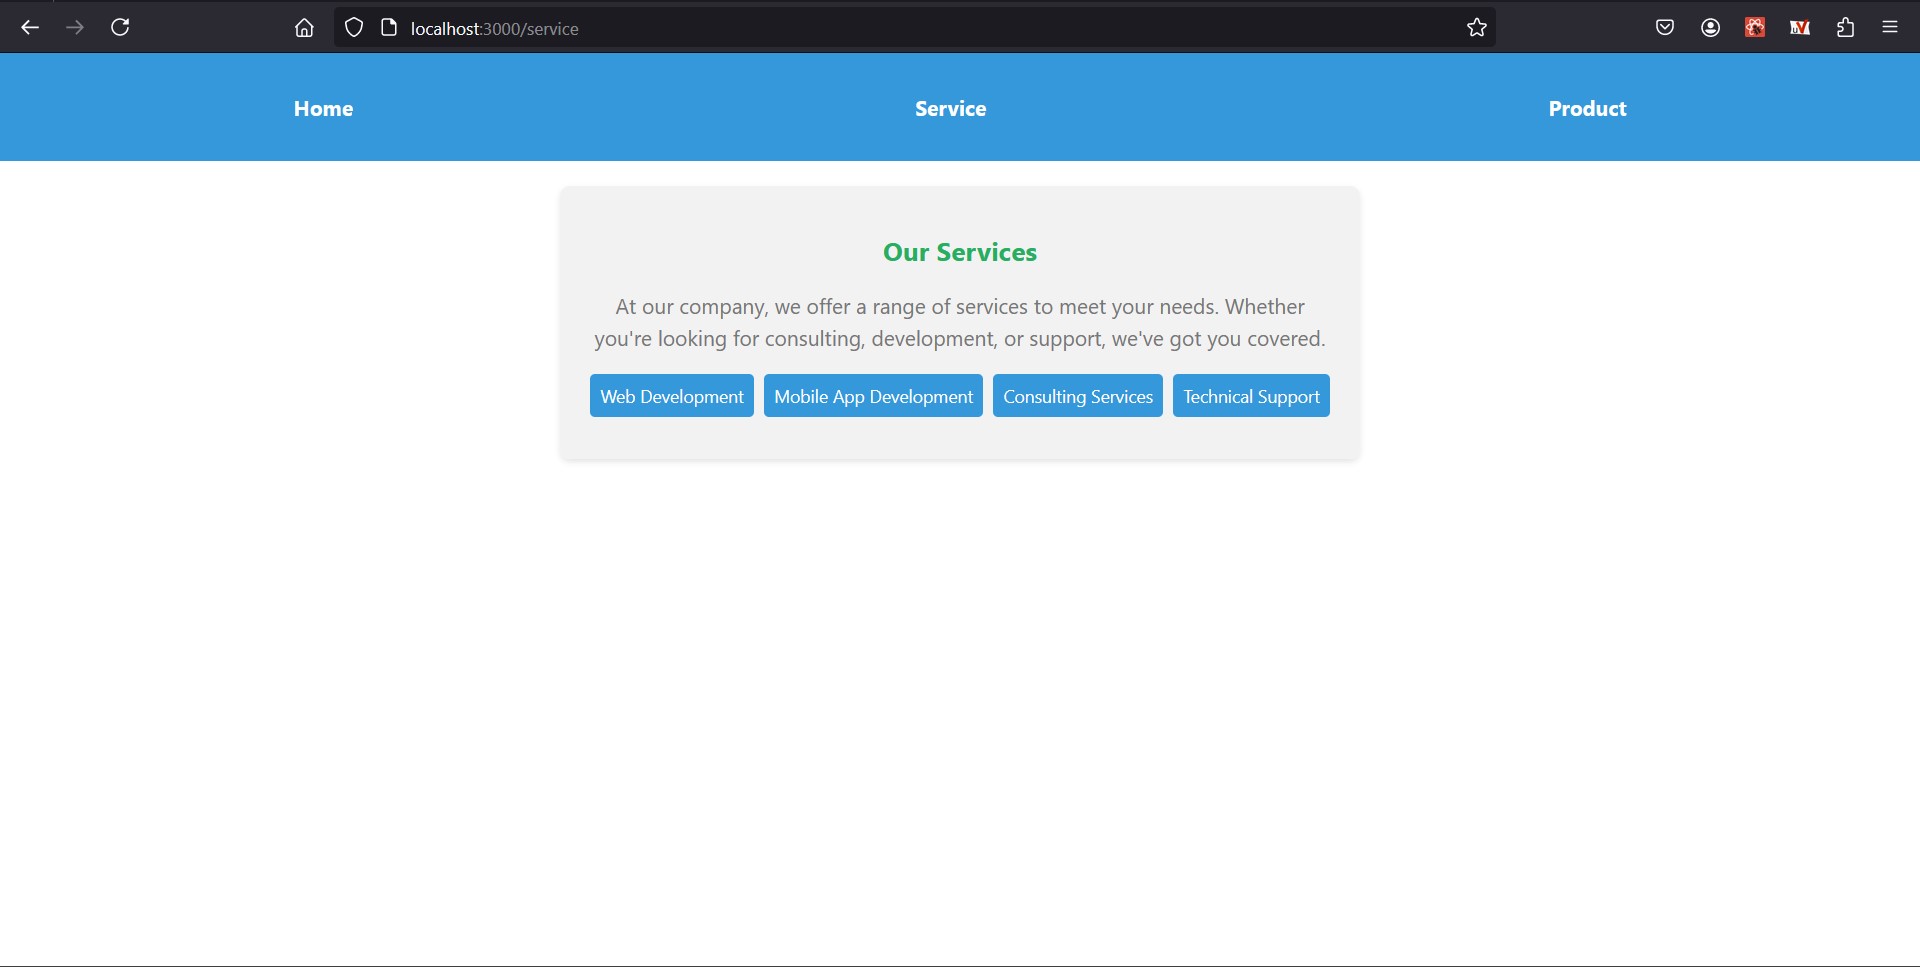 localhost:3000/service
Home Service Product
Our Services
At our company, we offer a range of services to meet your needs. Whether
you're looking for consulting, development, or support, we've got you covered.
Web Development Mobile App Development Consulting Services Technical Support